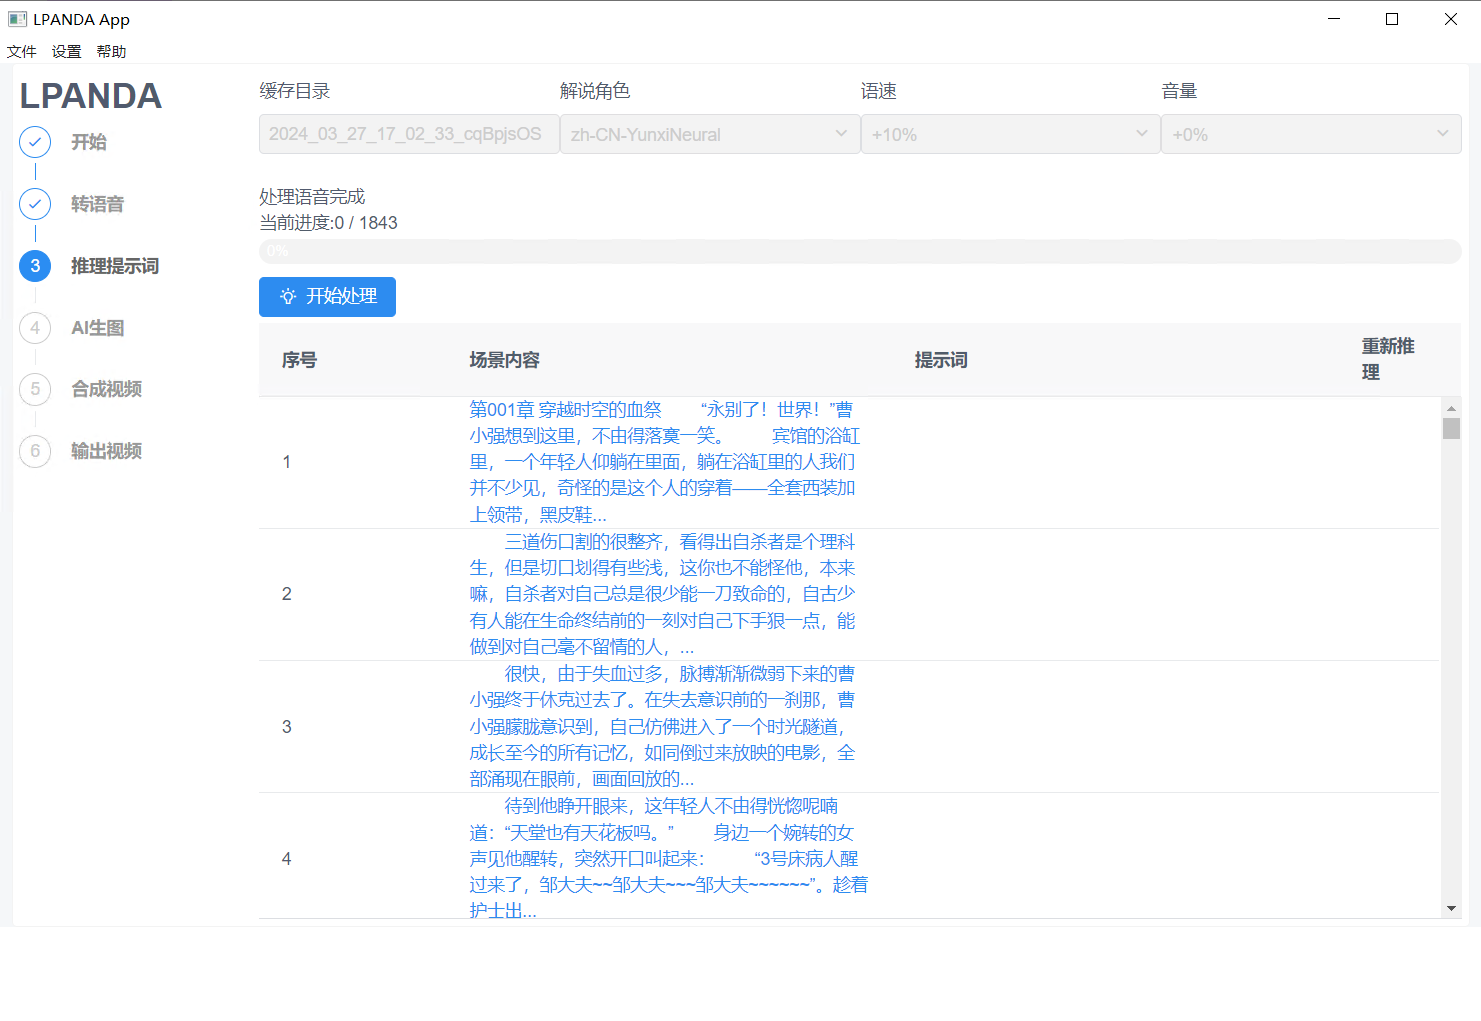 LPANDA App
文件 设置 帮助
LPANDA
开始
转语音
3 推理提示词
4 AI生图
5 合成视频
6 输出视频
缓存目录 解说角色 语速 音量
2024_03_27_17_02_33_cqBpjsOS zh-CN-YunxiNeural +10% +0%
处理语音完成
当前进度:0 / 1843
0%
开始处理
序号 场景内容 提示词 重新推
理
1
第001章 穿越时空的血祭 “永别了！世界！”曹
小强想到这里，不由得落寞一笑。 宾馆的浴缸
里，一个年轻人仰躺在里面，躺在浴缸里的人我们
并不少见，奇怪的是这个人的穿着——全套西装加
上领带，黑皮鞋...
2
三道伤口割的很整齐，看得出自杀者是个理科
生，但是切口划得有些浅，这你也不能怪他，本来
嘛，自杀者对自己总是很少能一刀致命的，自古少
有人能在生命终结前的一刻对自己下手狠一点，能
做到对自己毫不留情的人，...
3
很快，由于失血过多，脉搏渐渐微弱下来的曹
小强终于休克过去了。在失去意识前的一刹那，曹
小强朦胧意识到，自己仿佛进入了一个时光隧道，
成长至今的所有记忆，如同倒过来放映的电影，全
部涌现在眼前，画面回放的...
4
待到他睁开眼来，这年轻人不由得恍惚呢喃
道：“天堂也有天花板吗。” 身边一个婉转的女
声见他醒转，突然开口叫起来： “3号床病人醒
过来了，邹大夫~~邹大夫~~~邹大夫~~~~~~”。趁着
护士出...